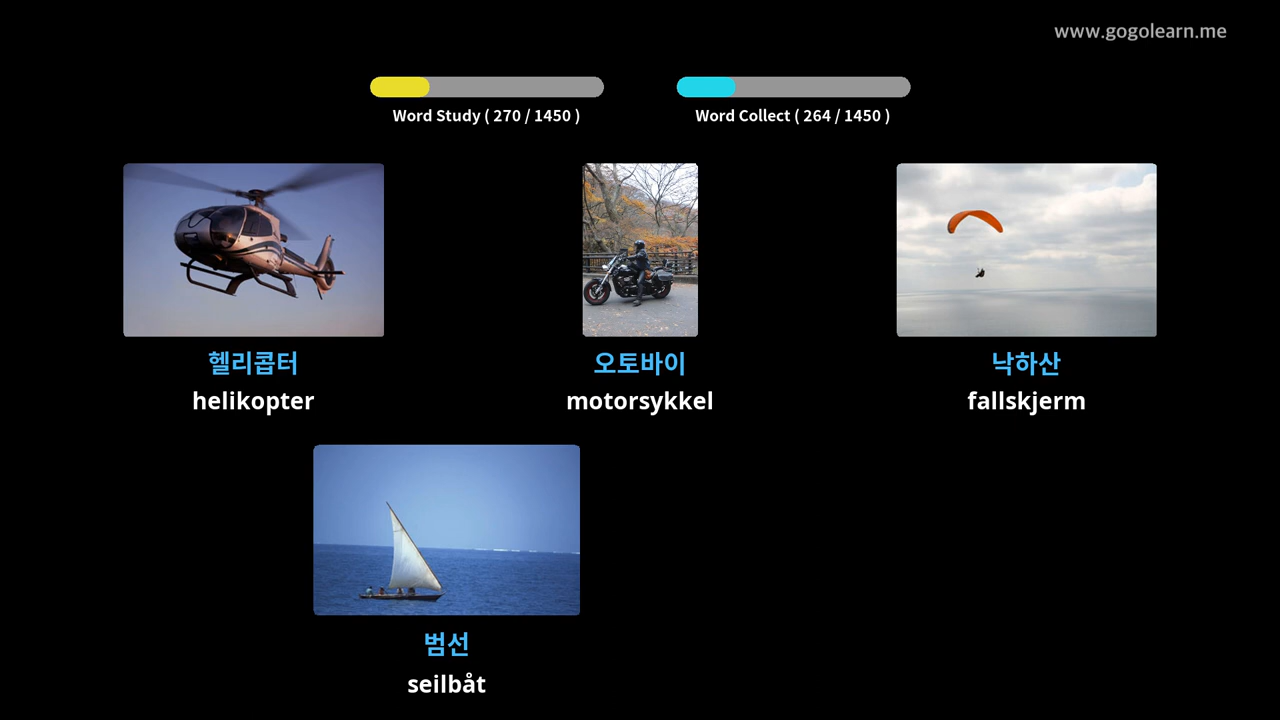 www.gogolearn.me
Word Study ( 270 / 1450 )
Word Collect ( 264 / 1450 )
헬리콥터
helikopter
오토바이
motorsykkel
낙하산
fallskjerm
범선
seilbåt